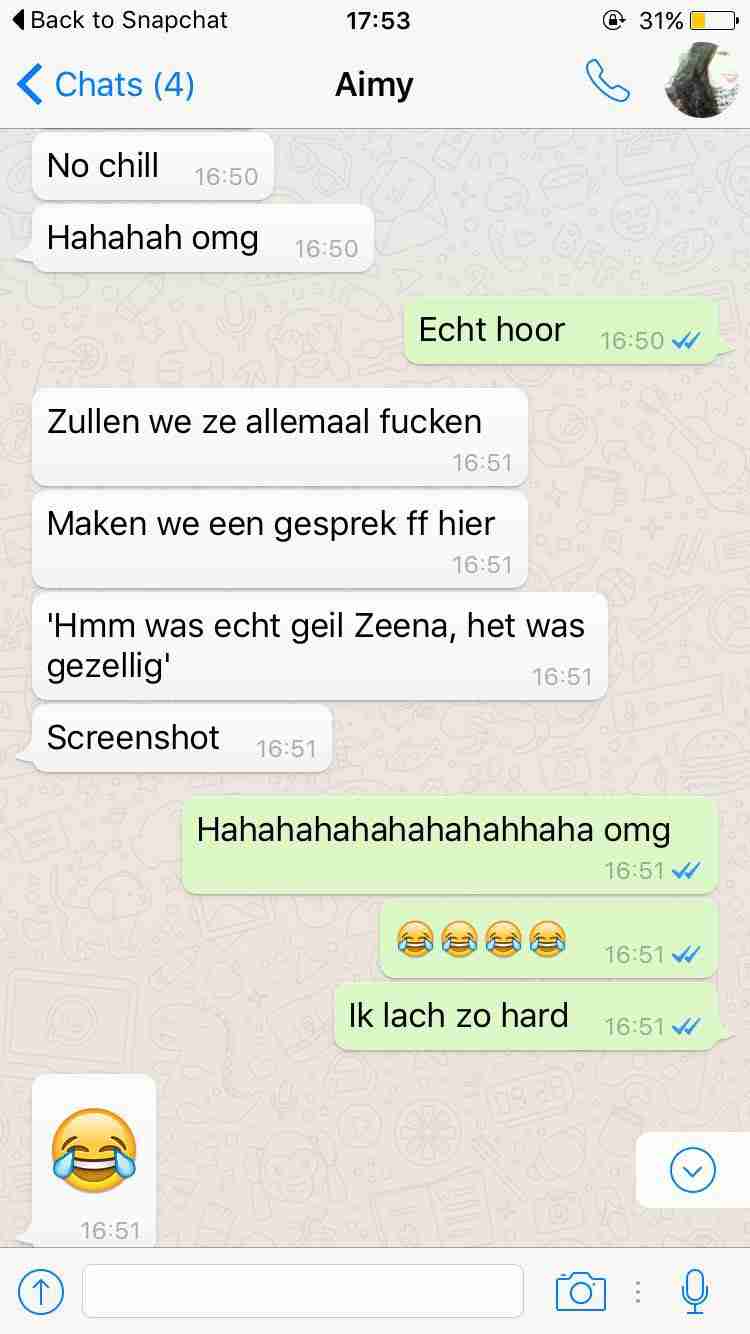 Back to Snapchat 17:53 31%
Chats (4) Aimy
No chill 16:50
Hahahah omg 16:50
Echt hoor 16:50
Zullen we ze allemaal fucken
16:51
Maken we een gesprek ff hier
16:51
'Hmm was echt geil Zeena, het was
gezellig' 16:51
Screenshot 16:51
Hahahahahahahahahhaha omg
16:51
😂😂😂😂 16:51
Ik lach zo hard 16:51
😂
16:51